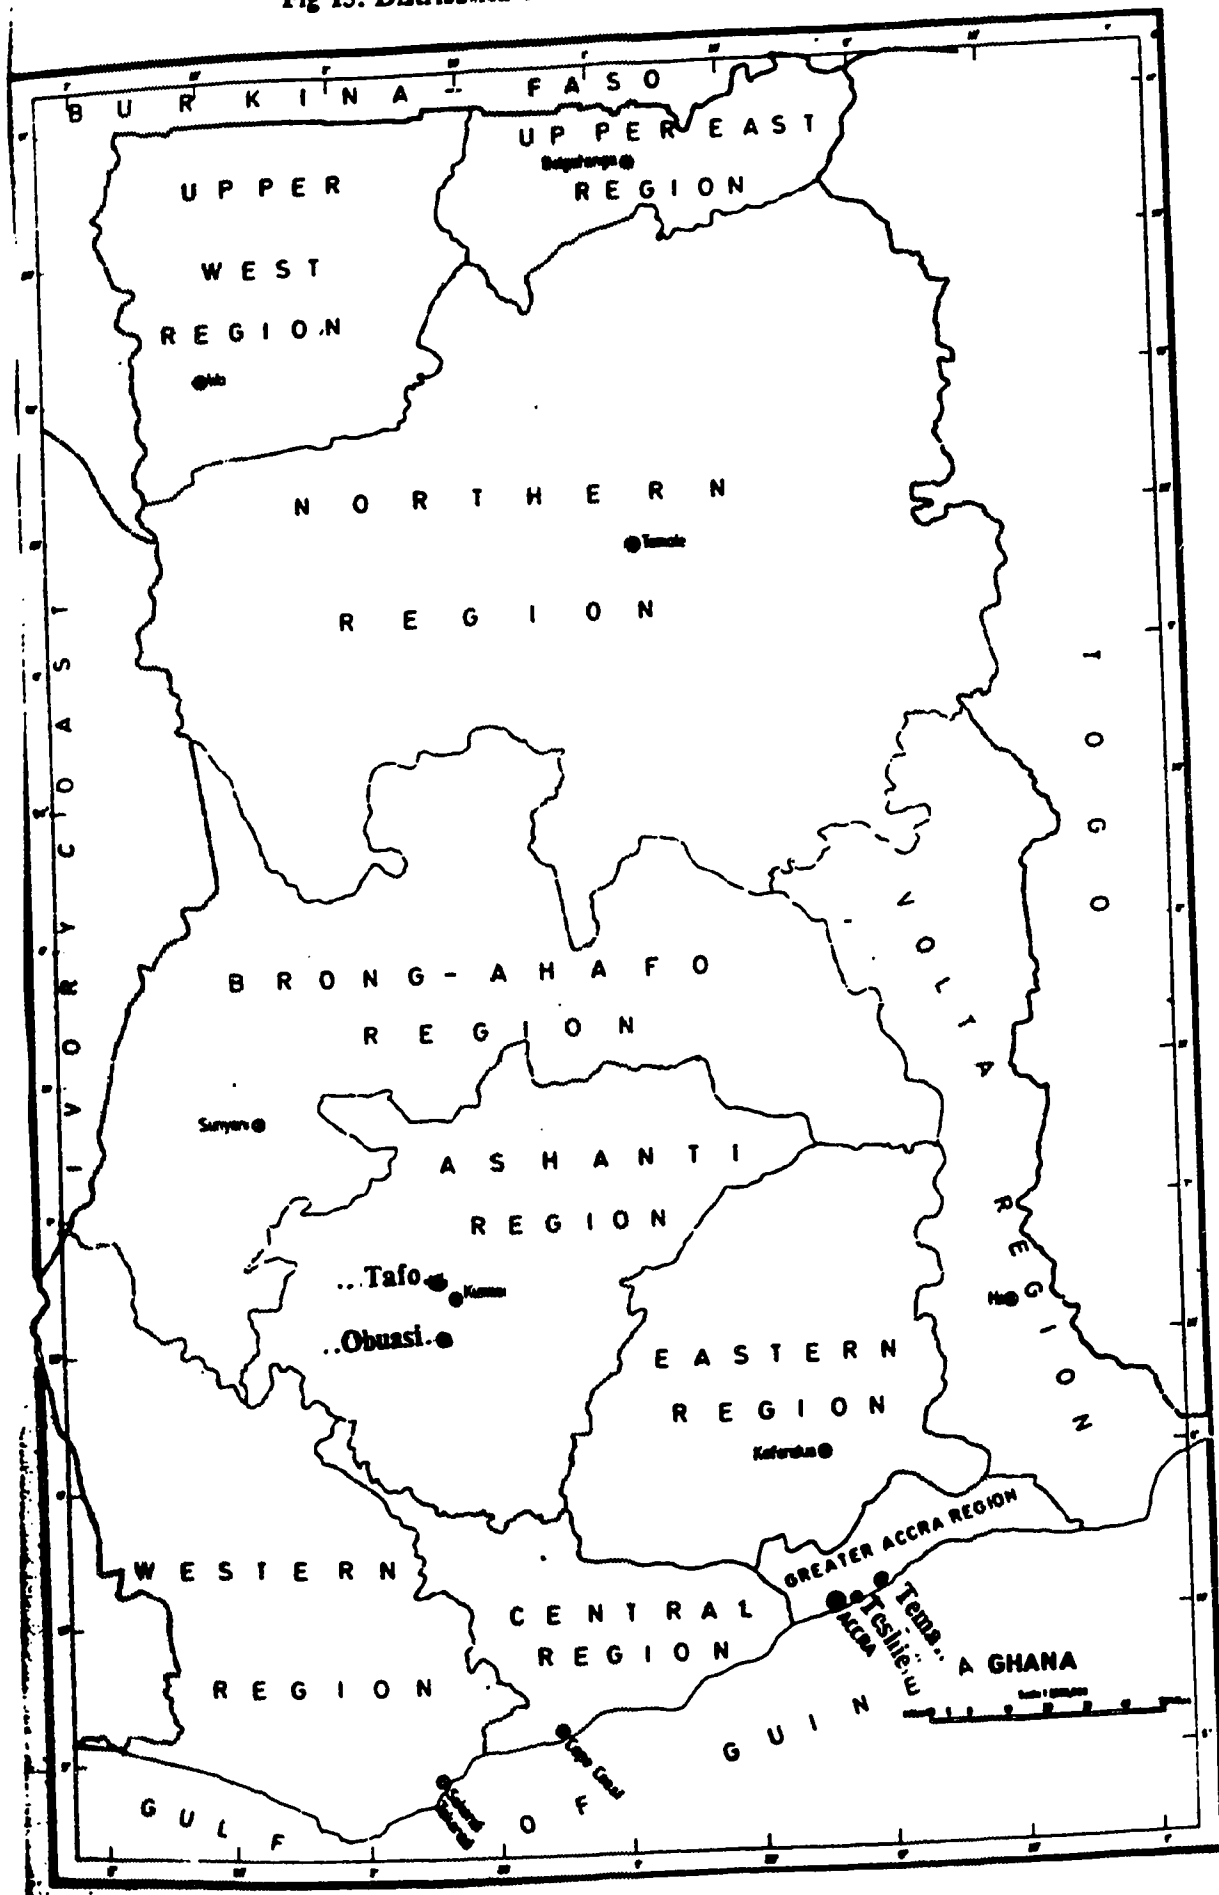 BURKINA - FASO
UPPER EAST
REGION
UPPER
WEST
REGION
Wa
NORTHERN
Tamale
REGION
IVORY COAST
TOGO
VOLTA REGION
BRONG-AHAFO
REGION
Sunyani
ASHANTI
REGION
...Tafo
Kumasi
..Obuasi.
Ho
EASTERN
REGION
GREATER ACCRA REGION
WESTERN
REGION
CENTRAL
REGION
ACCRA
Teshie
Tema..
GHANA
Cape Coast
GULF OF GUINEA